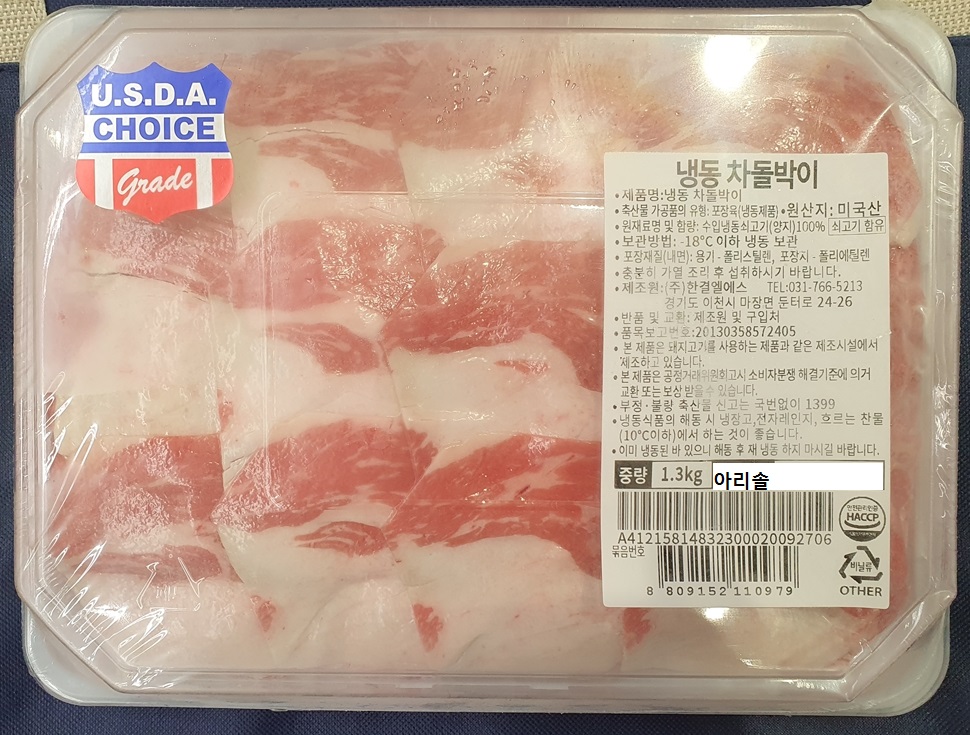 U.S.D.A.
CHOICE
Grade
냉동 차돌박이
• 제품명:냉동 차돌박이
• 축산물 가공품의 유형: 포장육(냉동제품) • 원산지: 미국산
• 원재료명 및 함량: 수입냉동쇠고기(양지)100% 쇠고기 함유
• 보관방법: -18℃ 이하 냉동 보관
• 포장재질(내면): 용기 - 폴리스틸렌, 포장지 - 폴리에틸렌
• 충분히 가열 조리 후 섭취하시기 바랍니다.
• 제조원:(주)한결엘에스 TEL:031-766-5213
경기도 이천시 마장면 둔터로 24-26
• 반품 및 교환: 제조원 및 구입처
• 품목보고번호:20130358572405
• 본 제품은 돼지고기를 사용하는 제품과 같은 제조시설에서
제조하고 있습니다.
• 본 제품은 공정거래위원회고시 소비자분쟁 해결기준에 의거
교환 또는 보상 받을 수 있습니다.
• 부정·불량 축산물 신고는 국번없이 1399
• 냉동식품의 해동 시 냉장고,전자레인지, 흐르는 찬물
(10℃이하)에서 하는 것이 좋습니다.
• 이미 냉동된 바 있으니 해동 후 재 냉동 하지 마시길 바랍니다.
중량 1.3kg 아리솔
안전관리인증
HACCP
A41215814832300020092706
묶음번호
비닐류
OTHER
8 809152 110979